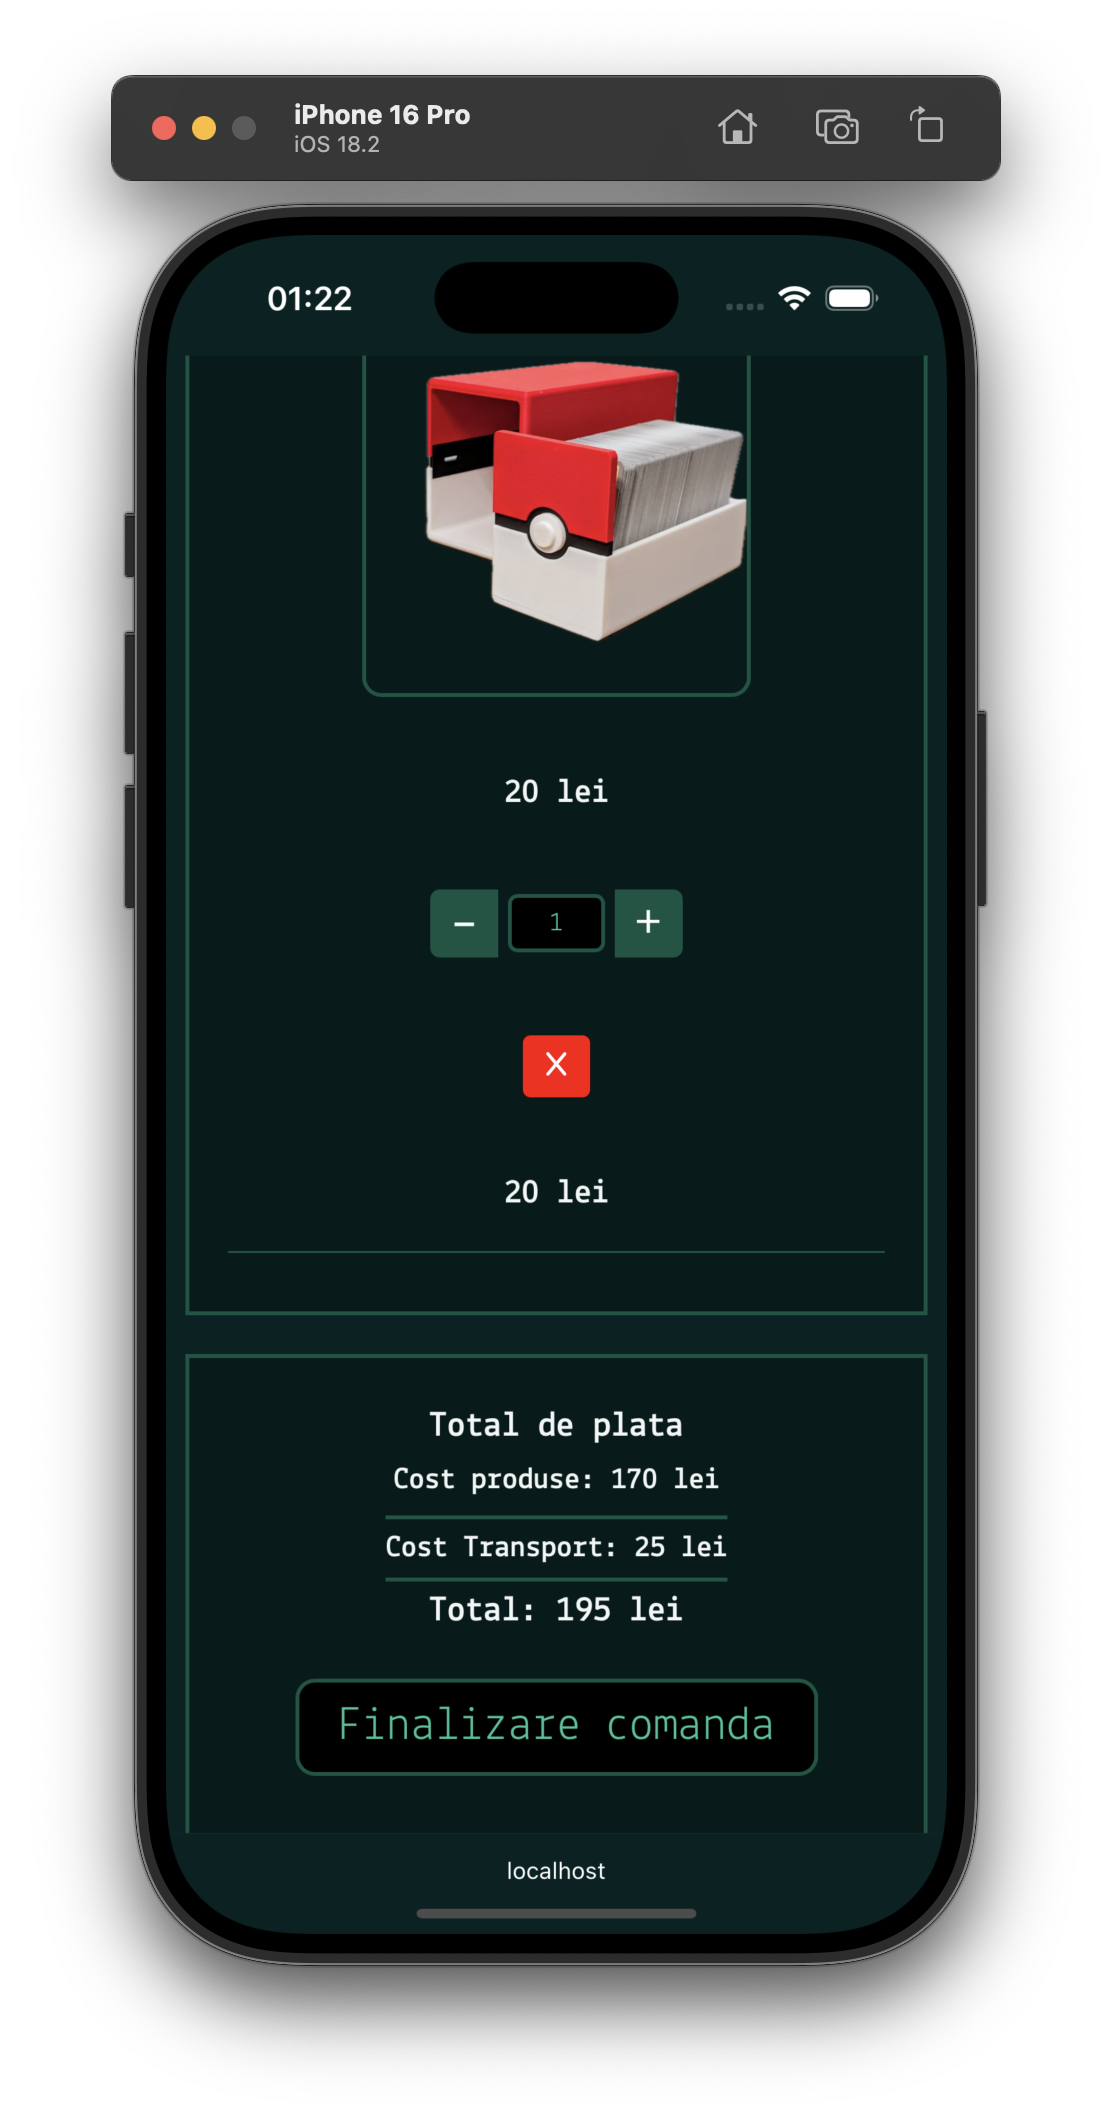 iPhone 16 Pro
iOS 18.2
01:22
20 lei
− 1 +
X
20 lei
Total de plata
Cost produse: 170 lei
Cost Transport: 25 lei
Total: 195 lei
Finalizare comanda
localhost